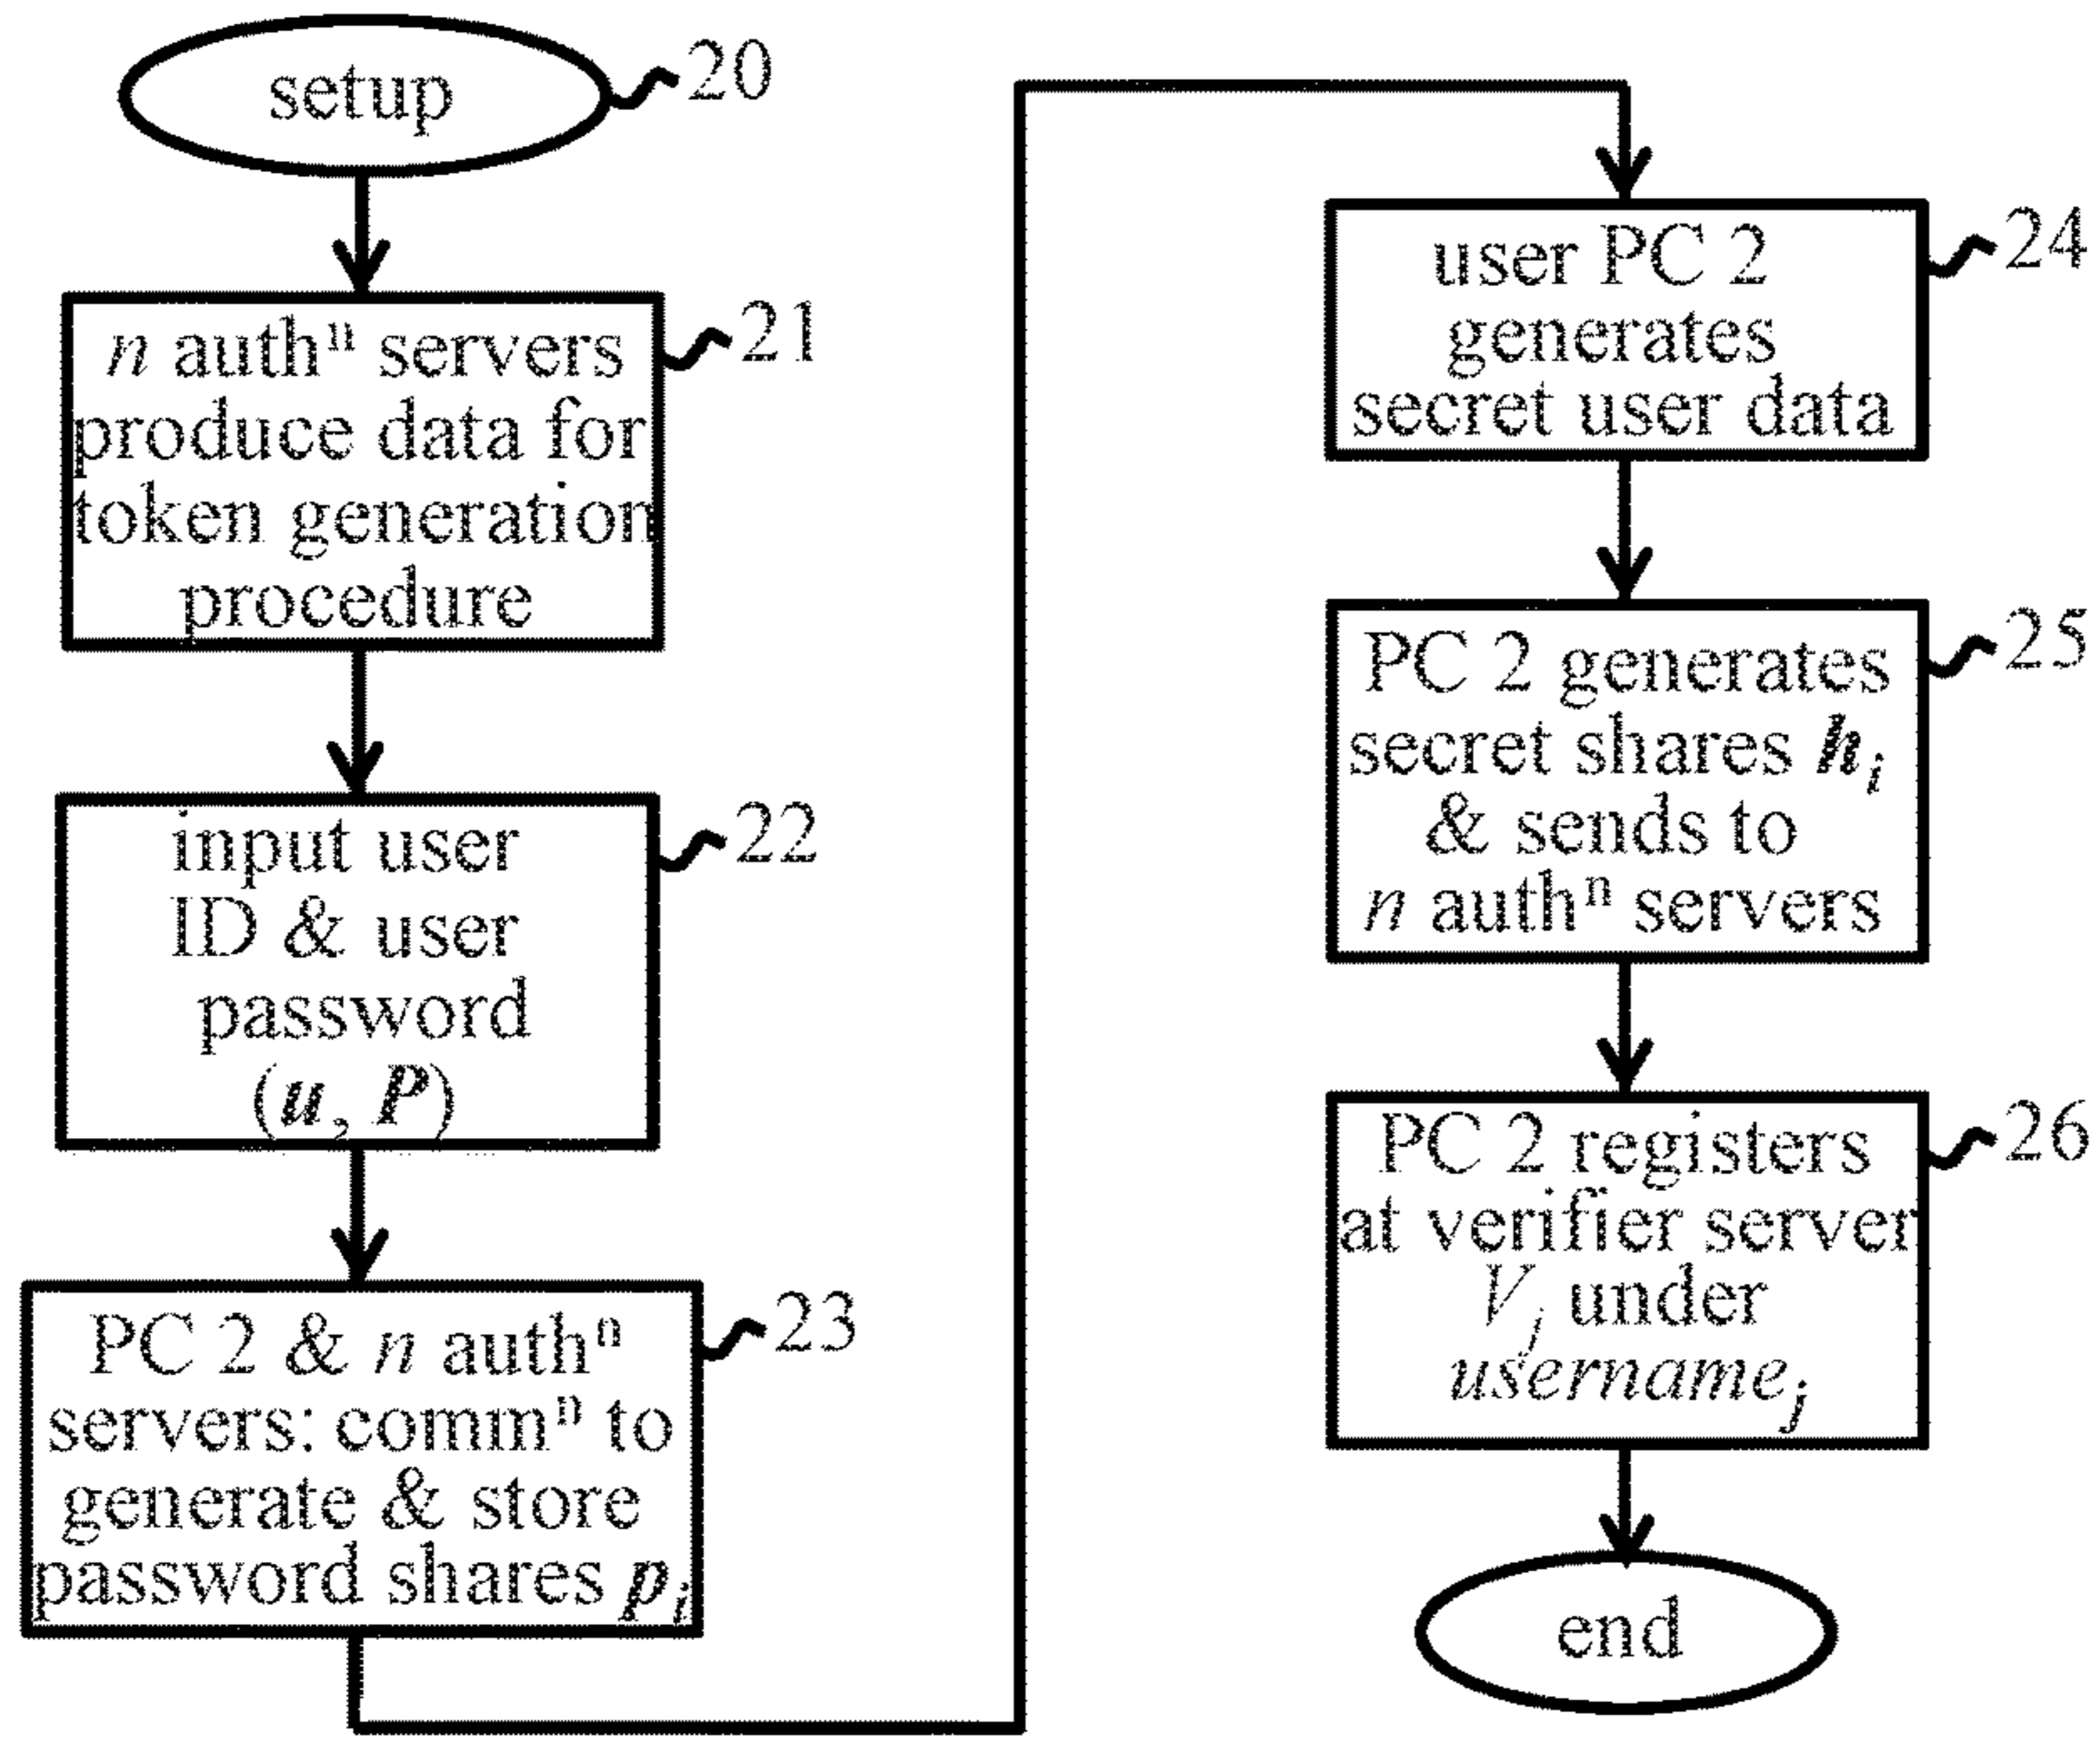 setup
20
n authⁿ servers
produce data for
token generation
procedure
21
input user
ID & user
password
(u, P)
22
PC 2 & n authⁿ
servers: commⁿ to
generate & store
password shares pᵢ
23
user PC 2
generates
secret user data
24
PC 2 generates
secret shares hᵢ
& sends to
n authⁿ servers
25
PC 2 registers
at verifier server
Vⱼ under
usernameⱼ
26
end